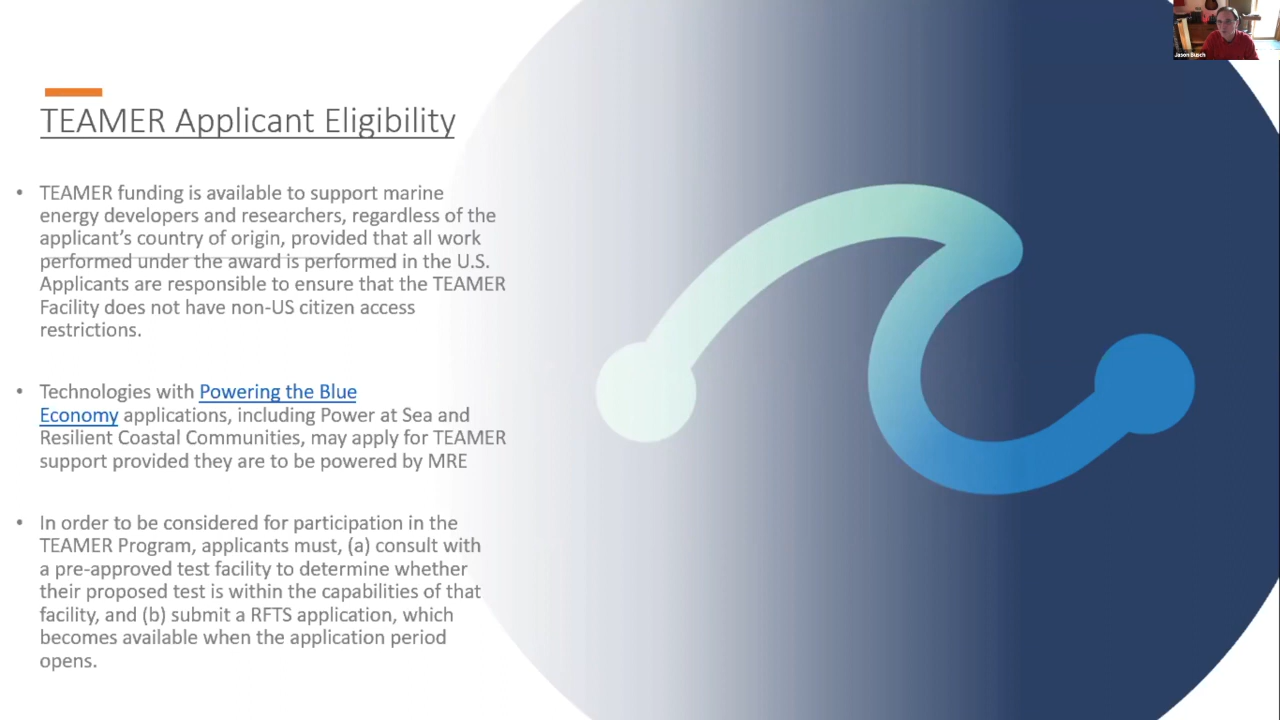 Jason Busch
TEAMER Applicant Eligibility
• TEAMER funding is available to support marine
energy developers and researchers, regardless of the
applicant's country of origin, provided that all work
performed under the award is performed in the U.S.
Applicants are responsible to ensure that the TEAMER
Facility does not have non-US citizen access
restrictions.
• Technologies with Powering the Blue
Economy applications, including Power at Sea and
Resilient Coastal Communities, may apply for TEAMER
support provided they are to be powered by MRE
• In order to be considered for participation in the
TEAMER Program, applicants must, (a) consult with
a pre-approved test facility to determine whether
their proposed test is within the capabilities of that
facility, and (b) submit a RFTS application, which
becomes available when the application period
opens.